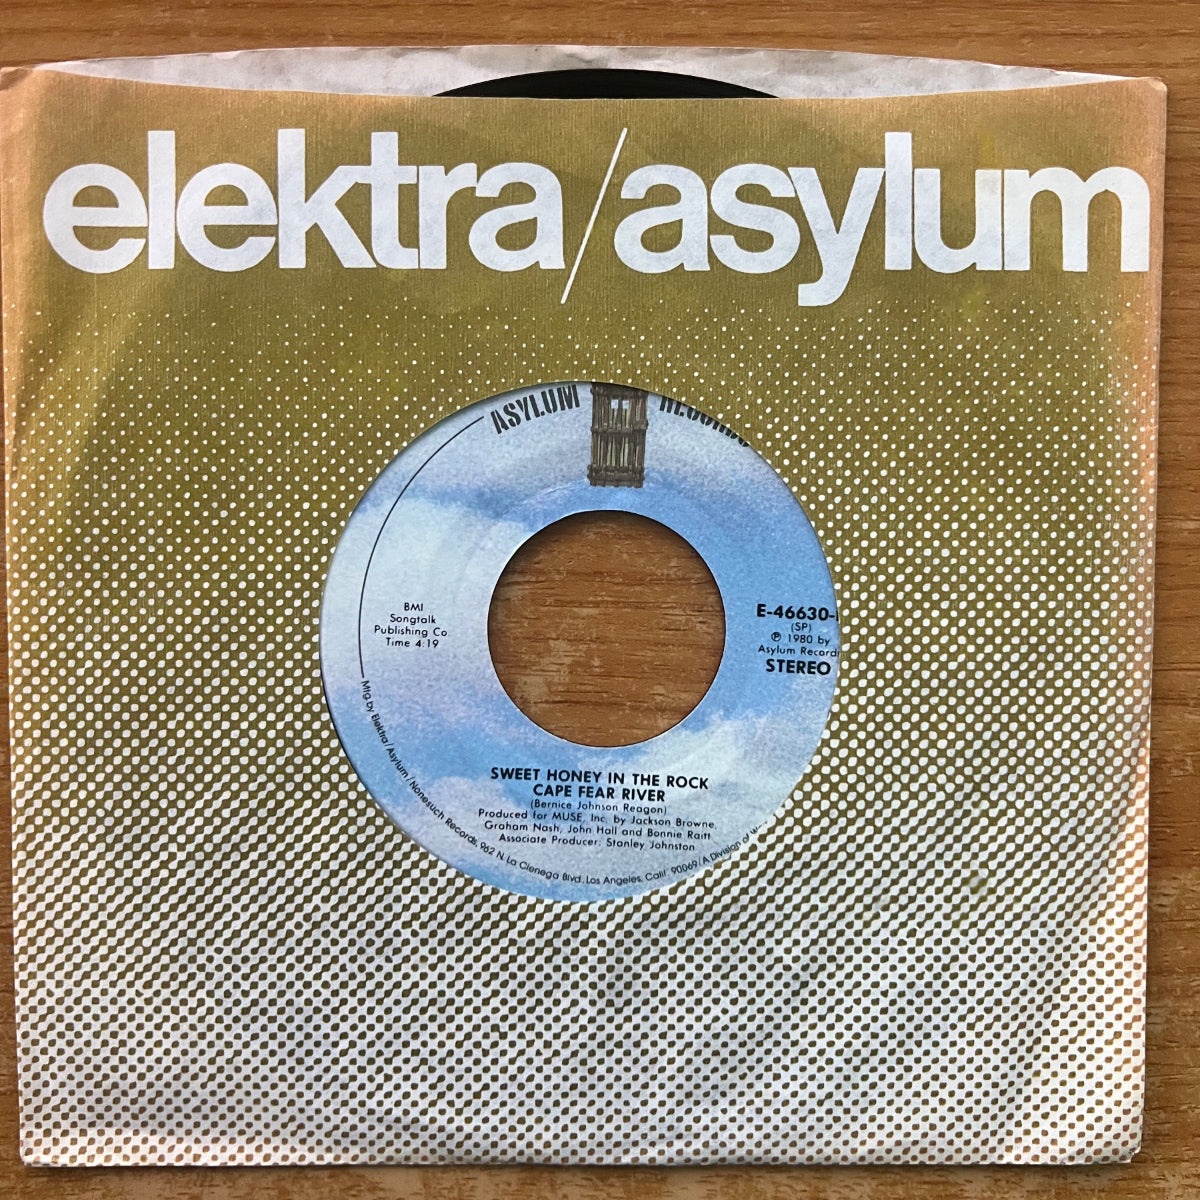 elektra/asylum
ASYLUM
BMI
Songtalk
Publishing Co.
Time 4:19
E-46630-
(SP)
℗ 1980 by
Asylum Records
STEREO
SWEET HONEY IN THE ROCK
CAPE FEAR RIVER
(Bernice Johnson Reagon)
Produced for MUSE, Inc. by Jackson Browne,
Graham Nash, John Hall and Bonnie Raitt.
Associate Producer: Stanley Johnston
Mfg. by Elektra/Asylum/Nonesuch Records, 962 N. La Cienega Blvd. Los Angeles, Calif. 90069/A Division of